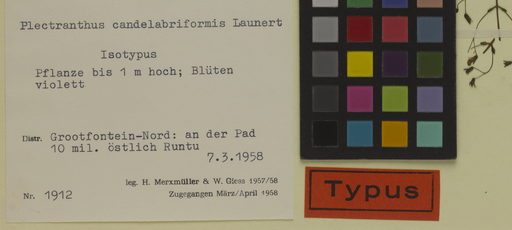 Plectranthus candelabriformis Launert
Isotypus
Pflanze bis 1 m hoch; Blüten
violett
Distr. Grootfontein-Nord: an der Pad
10 mil. östlich Runtu
7.3.1958
leg. H. Merxmüller & W. Giess 1957/58
Nr. 1912 Zugegangen März/April 1958
Typus